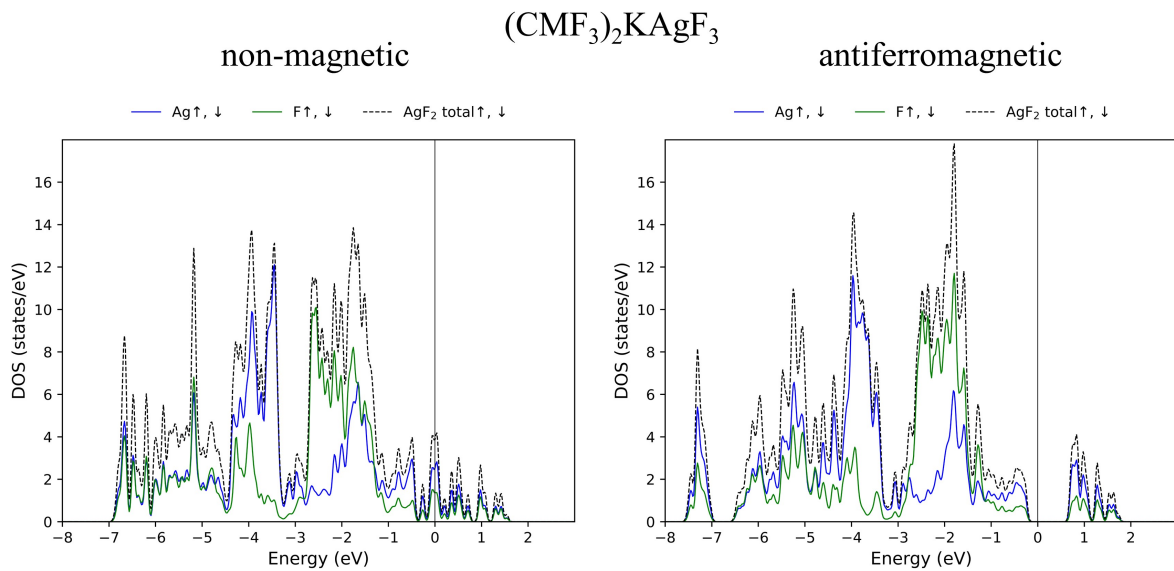 (CMF₃)₂KAgF₃
non-magnetic
antiferromagnetic
Ag↑, ↓ F↑, ↓ AgF₂ total↑, ↓
Ag↑, ↓ F↑, ↓ AgF₂ total↑, ↓
DOS (states/eV)
16
14
12
10
8
6
4
2
0
−8 −7 −6 −5 −4 −3 −2 −1 0 1 2
Energy (eV)
DOS (states/eV)
16
14
12
10
8
6
4
2
0
−8 −7 −6 −5 −4 −3 −2 −1 0 1 2
Energy (eV)